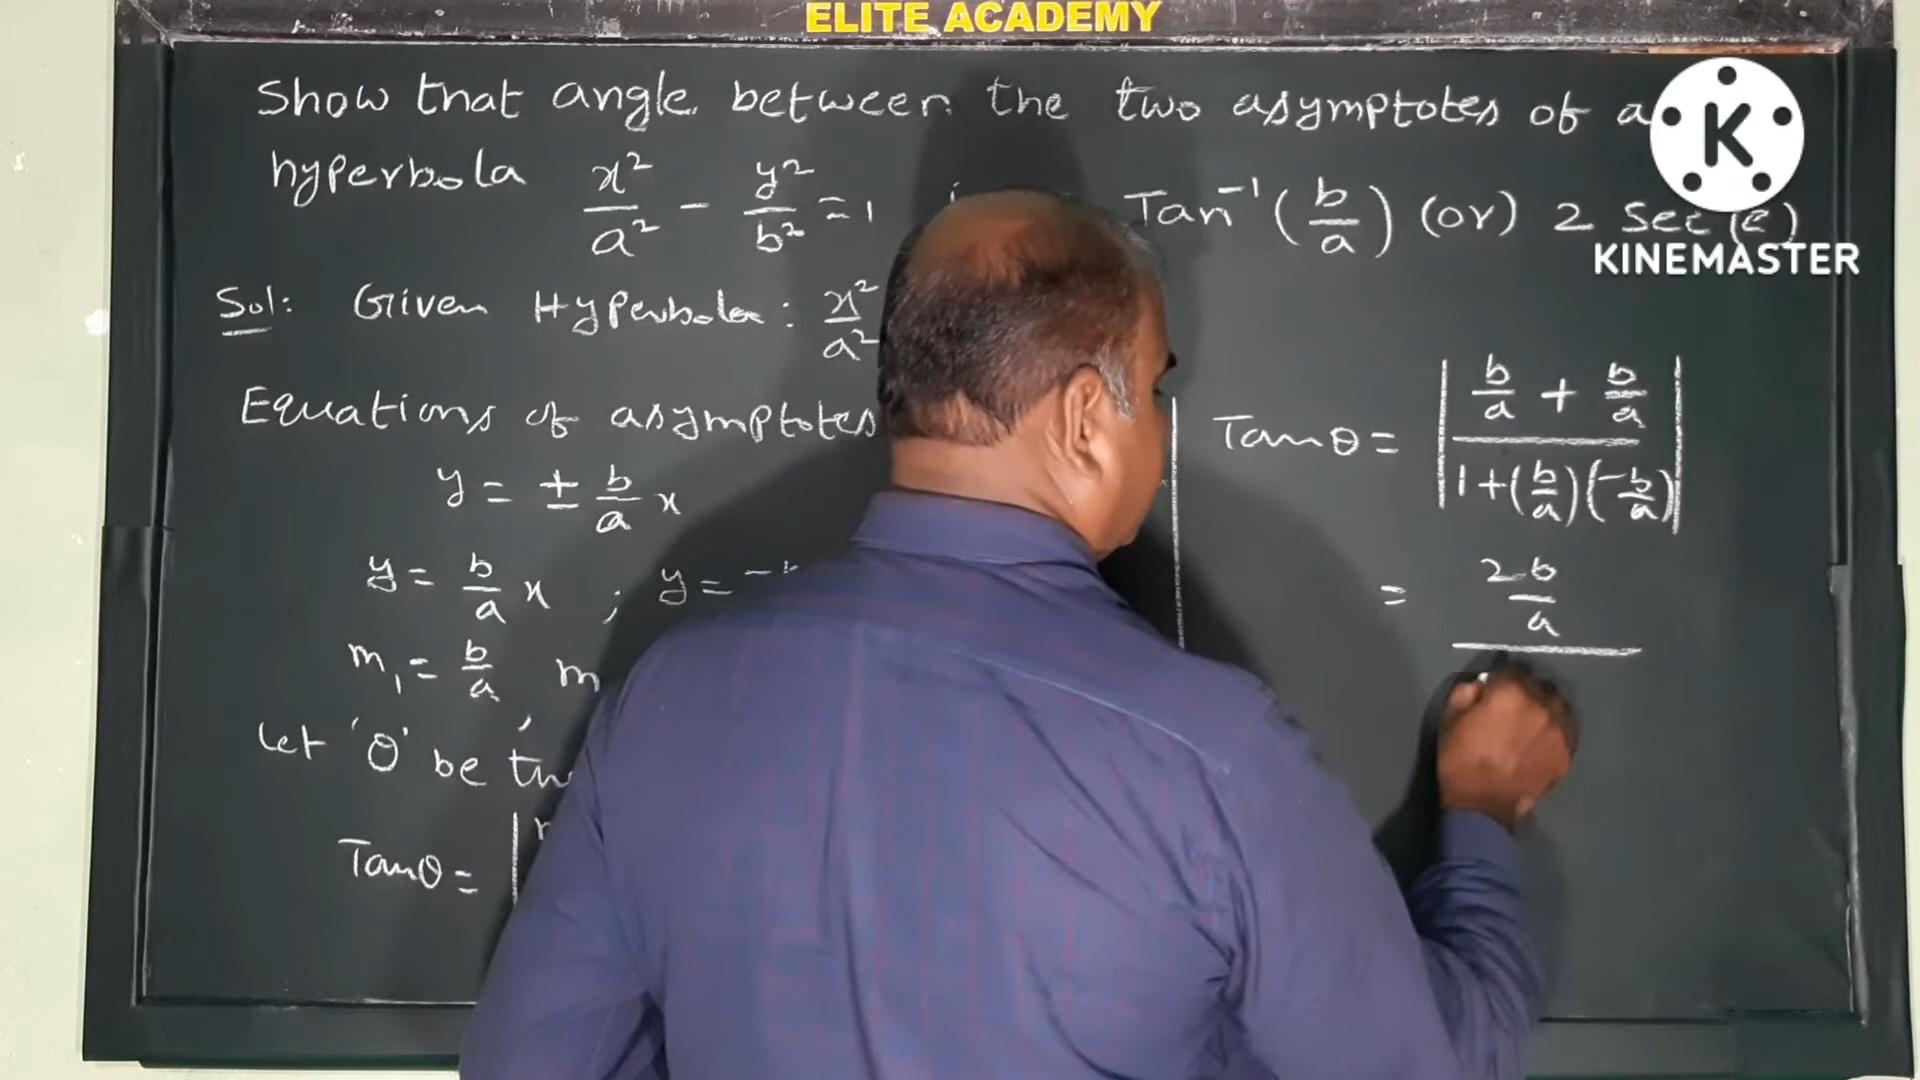 ELITE ACADEMY
Show that angle between the two asymptotes of a
hyperbola x²/a² - y²/b² = 1 Tan⁻¹(b/a) (or) 2 Sec (e)
K
KINEMASTER
Sol: Given Hyperbola: x²/a²
Equations of asymptotes
y = ± b/a x
y = b/a x ; y = -b
m₁ = b/a , m
Let 'θ' be the
Tanθ =
Tanθ = | (b/a + b/a) / (1+(b/a)(-b/a)) |
= 2b/a